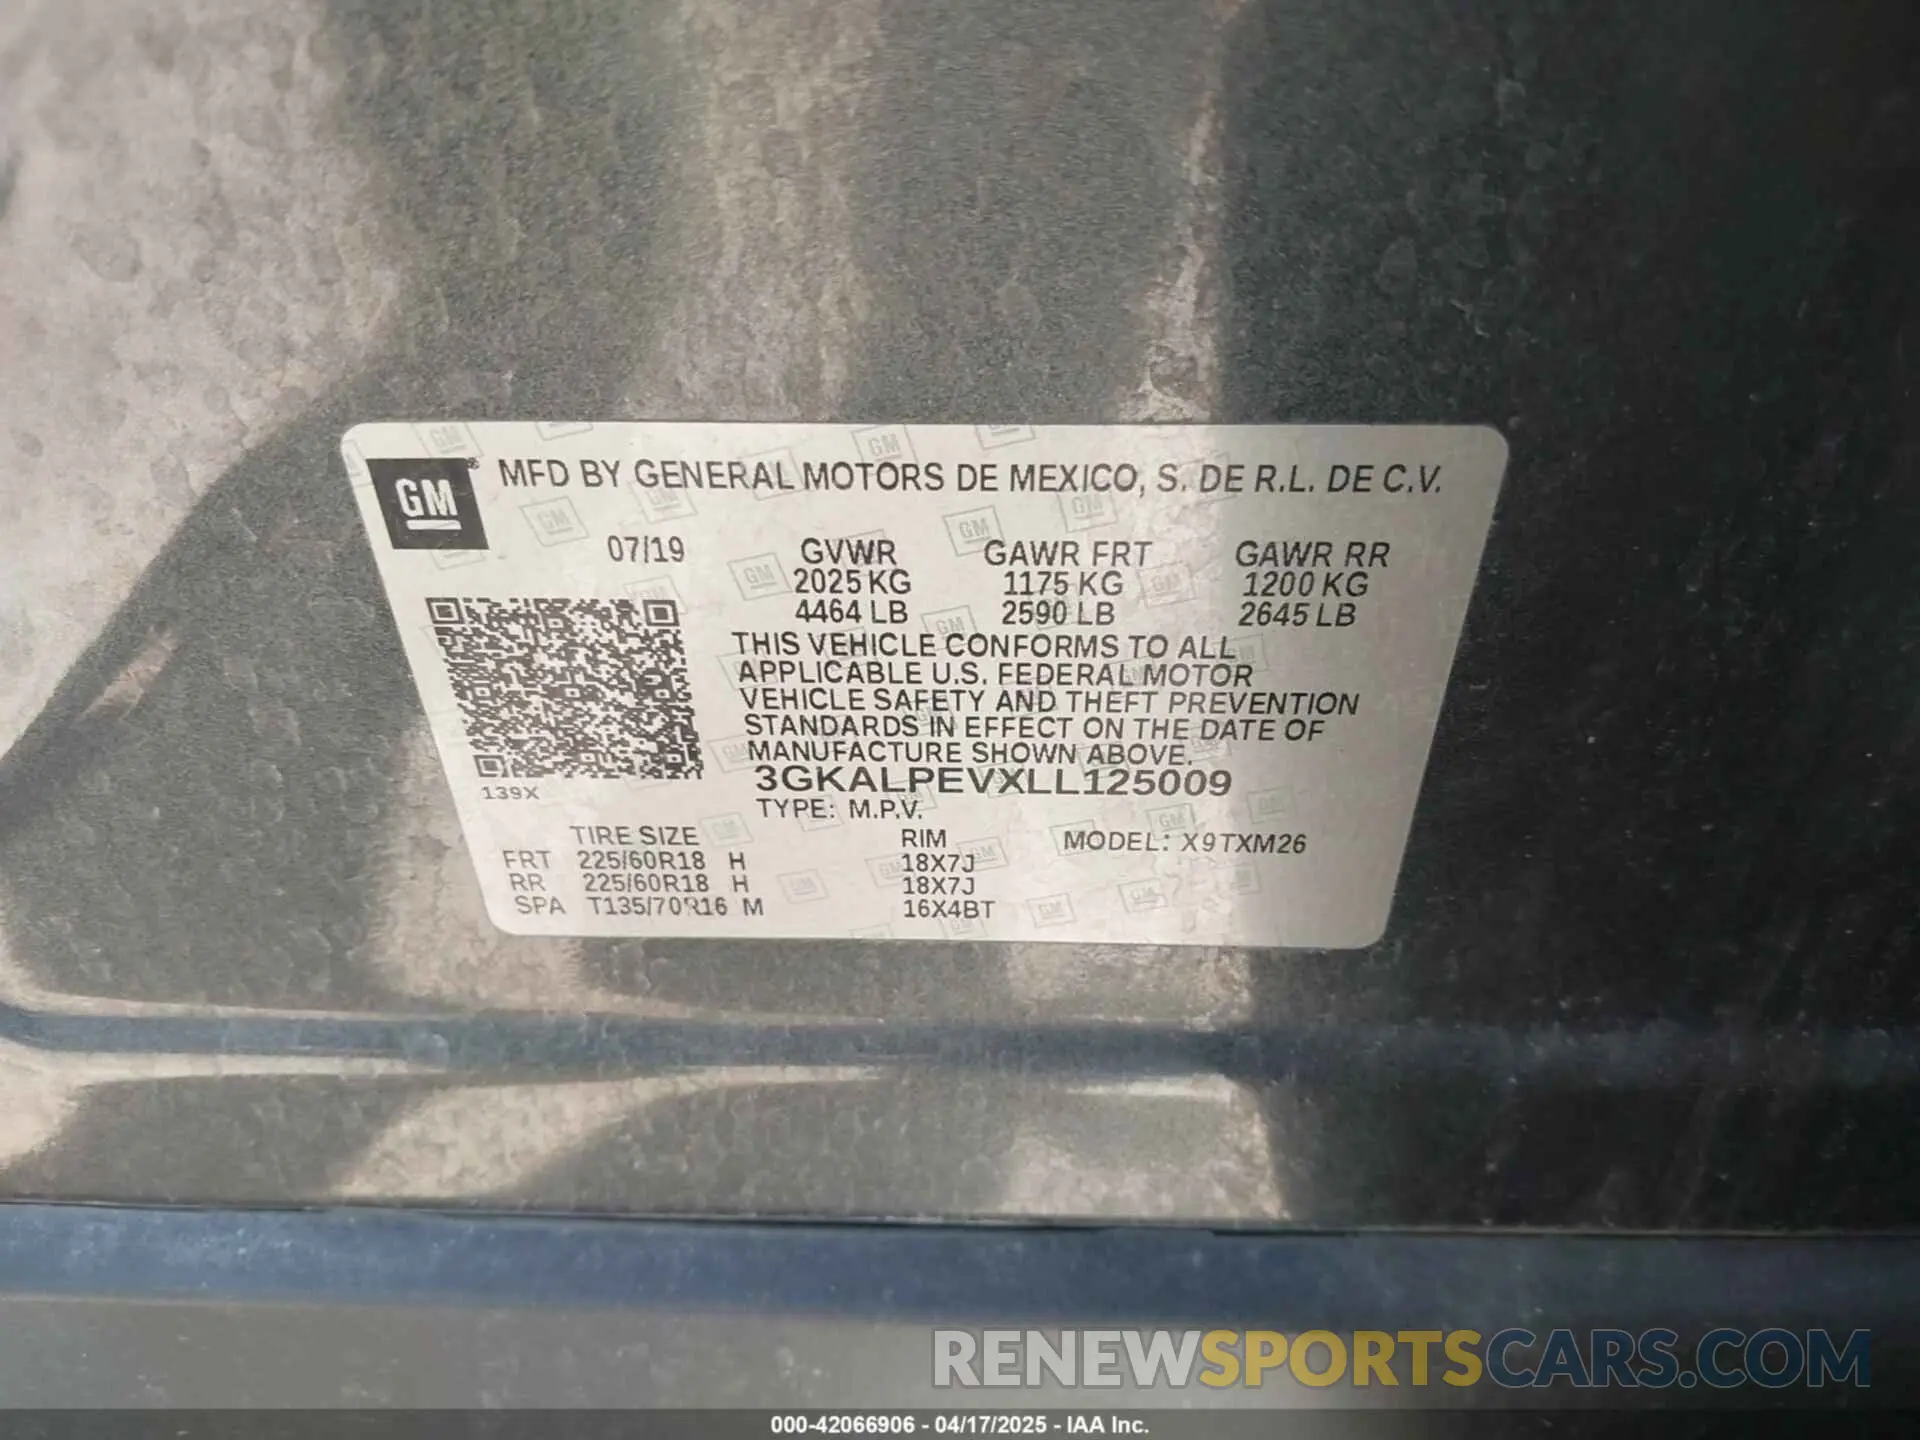 GM ® MFD BY GENERAL MOTORS DE MEXICO, S. DE R.L. DE C.V.
07/19 GVWR GAWR FRT GAWR RR
2025 KG 1175 KG 1200 KG
4464 LB 2590 LB 2645 LB
THIS VEHICLE CONFORMS TO ALL
APPLICABLE U.S. FEDERAL MOTOR
VEHICLE SAFETY AND THEFT PREVENTION
STANDARDS IN EFFECT ON THE DATE OF
MANUFACTURE SHOWN ABOVE.
3GKALPEVXLL125009
139X TYPE: M.P.V.
TIRE SIZE RIM MODEL: X9TXM26
FRT 225/60R18 H 18X7J
RR 225/60R18 H 18X7J
SPA T135/70R16 M 16X4BT
RENEWSPORTSCARS.COM
000-42066906 - 04/17/2025 - IAA Inc.